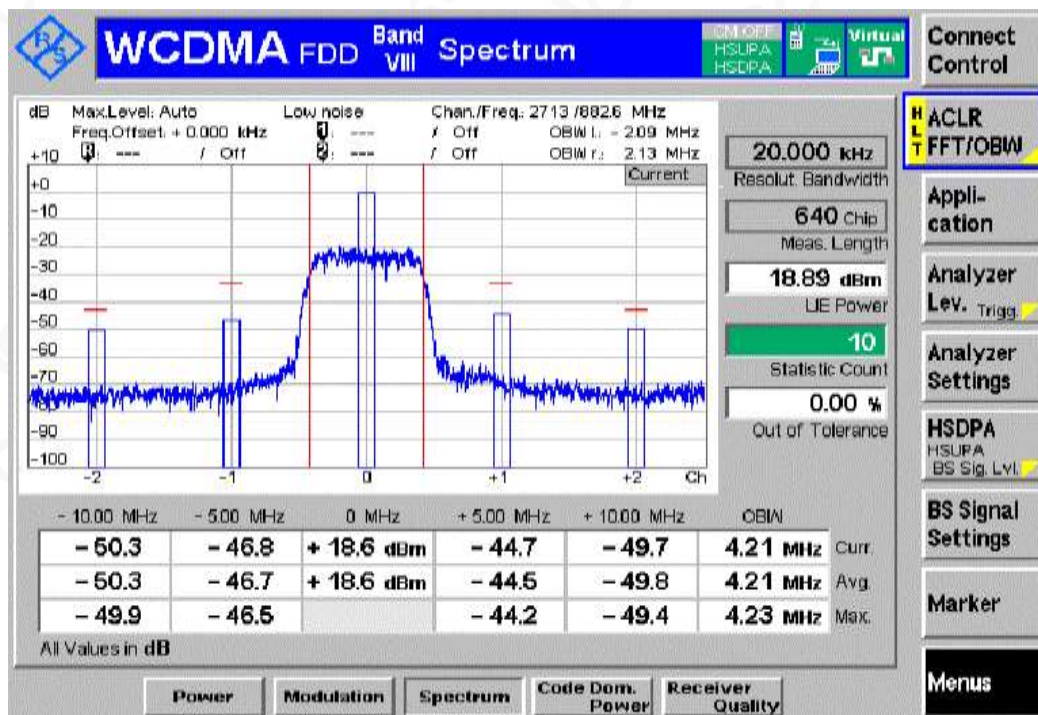 R&S
WCDMA FDD Band VIII Spectrum
CM OFF
HSUPA
HSDPA
Virtual
Connect Control
dB Max.Level: Auto Low noise Chan./Freq.: 2713 /882.6 MHz
Freq.Offset: + 0.000 kHz 1: --- / Off OBW l.: - 2.09 MHz
R: --- / Off 2: --- / Off OBW r.: 2.13 MHz
Current
+10
+0
-10
-20
-30
-40
-50
-60
-70
-80
-90
-100
-2 -1 0 +1 +2 Ch
20.000 kHz
Resolut. Bandwidth
640 Chip
Meas. Length
18.89 dBm
UE Power
10
Statistic Count
0.00 %
Out of Tolerance
- 10.00 MHz - 5.00 MHz 0 MHz + 5.00 MHz + 10.00 MHz OBW
- 50.3 - 46.8 + 18.6 dBm - 44.7 - 49.7 4.21 MHz Curr.
- 50.3 - 46.7 + 18.6 dBm - 44.5 - 49.8 4.21 MHz Avg.
- 49.9 - 46.5 - 44.2 - 49.4 4.23 MHz Max.
All Values in dB
HLT
ACLR
FFT/OBW
Appli-
cation
Analyzer
Lev. Trigg.
Analyzer
Settings
HSDPA
HSUPA
BS Sig. Lvl.
BS Signal
Settings
Marker
Menus
Power
Modulation
Spectrum
Code Dom.
Power
Receiver
Quality